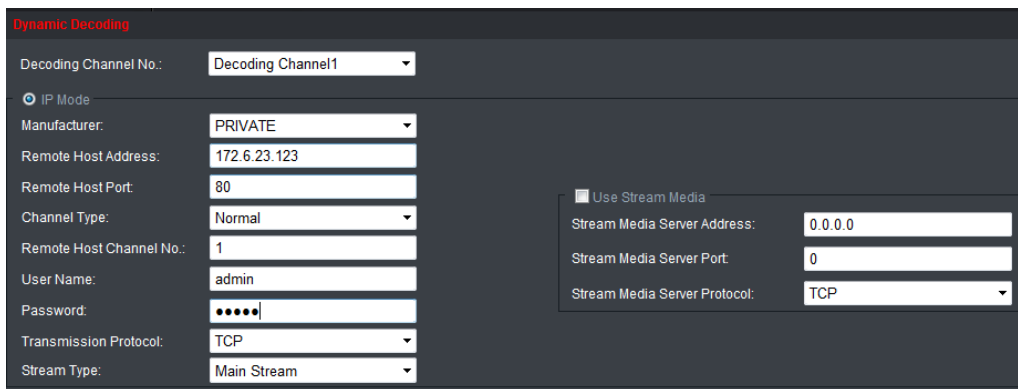 Dynamic Decoding
Decoding Channel No.: Decoding Channel1
IP Mode
Manufacturer: PRIVATE
Remote Host Address: 172.6.23.123
Remote Host Port: 80
Channel Type: Normal
Remote Host Channel No.: 1
User Name: admin
Password: •••••
Transmission Protocol: TCP
Stream Type: Main Stream
Use Stream Media
Stream Media Server Address: 0.0.0.0
Stream Media Server Port: 0
Stream Media Server Protocol: TCP